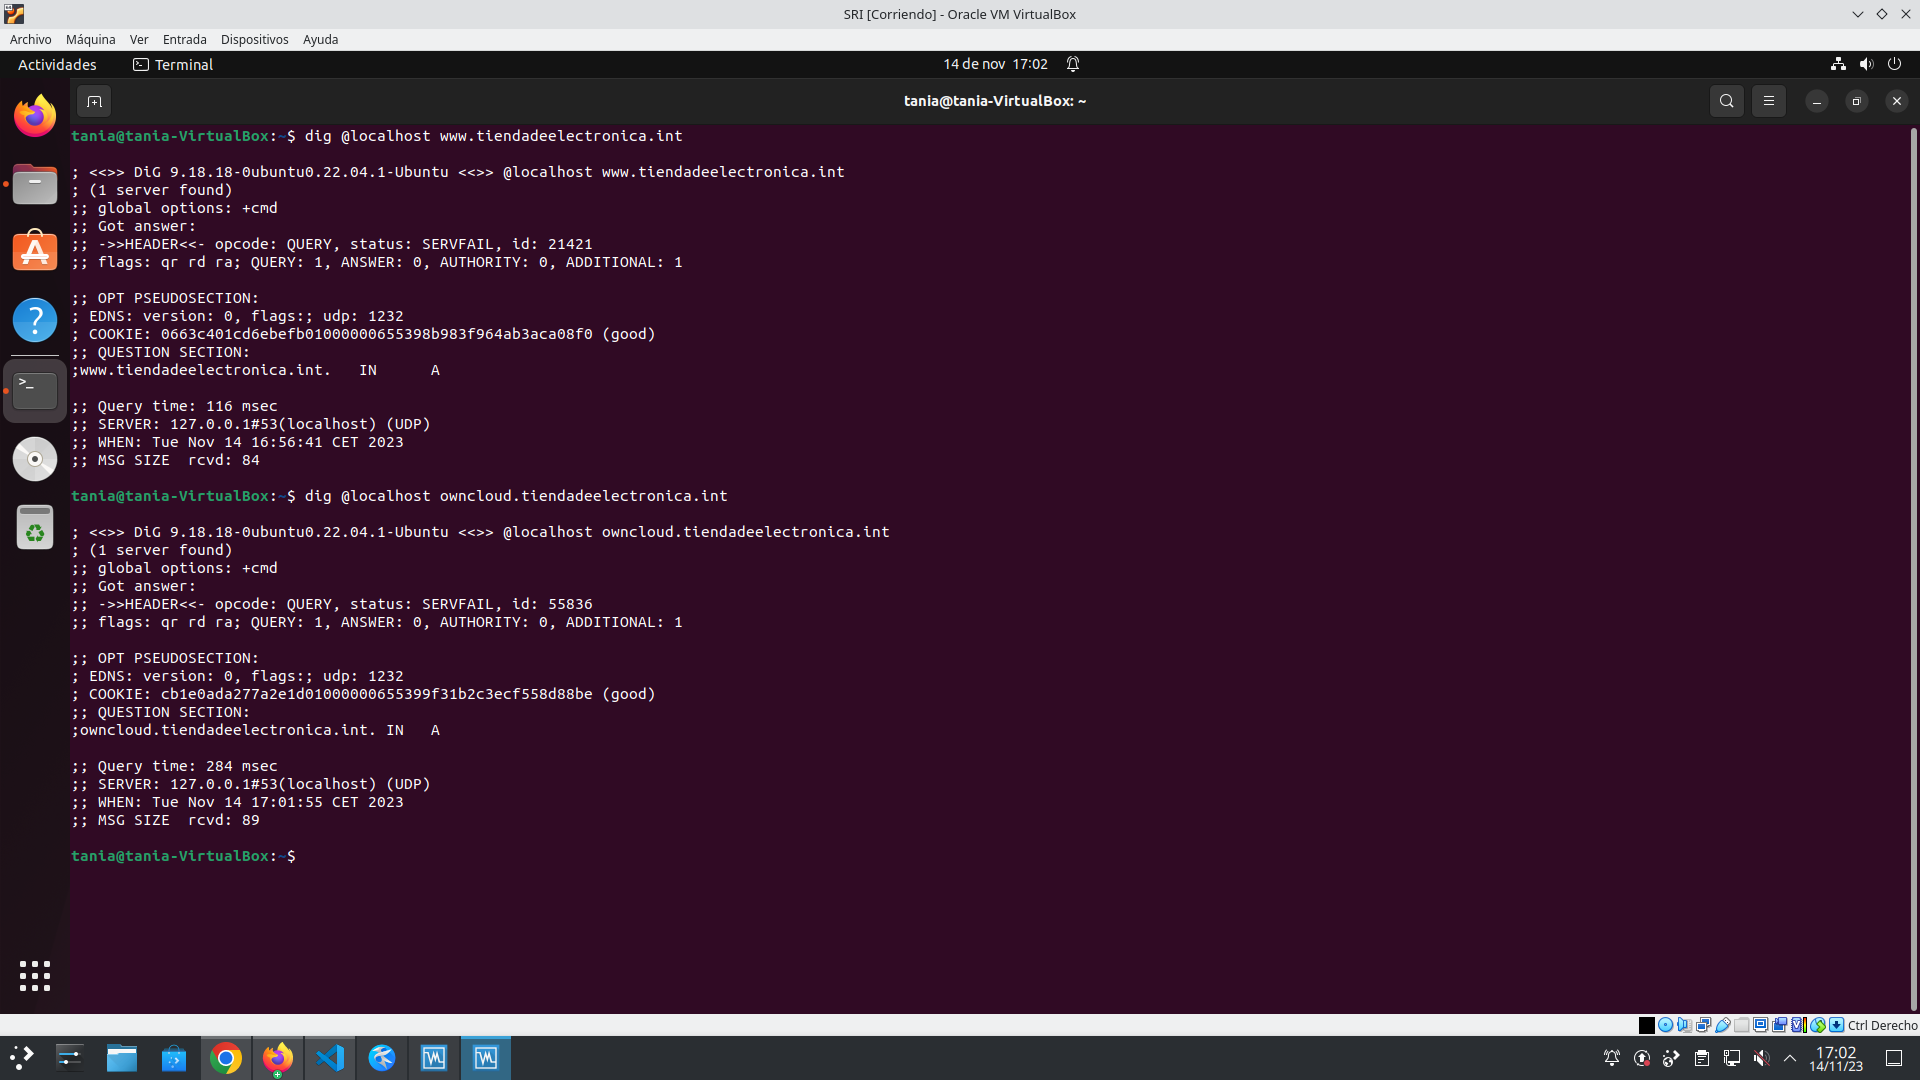 SRI [Corriendo] - Oracle VM VirtualBox
Archivo Máquina Ver Entrada Dispositivos Ayuda
Actividades Terminal 14 de nov 17:02
tania@tania-VirtualBox: ~
tania@tania-VirtualBox:~$ dig @localhost www.tiendadeelectronica.int
; <<>> DiG 9.18.18-0ubuntu0.22.04.1-Ubuntu <<>> @localhost www.tiendadeelectronica.int
; (1 server found)
;; global options: +cmd
;; Got answer:
;; ->>HEADER<<- opcode: QUERY, status: SERVFAIL, id: 21421
;; flags: qr rd ra; QUERY: 1, ANSWER: 0, AUTHORITY: 0, ADDITIONAL: 1
;; OPT PSEUDOSECTION:
; EDNS: version: 0, flags:; udp: 1232
; COOKIE: 0663c401cd6ebefb01000000655398b983f964ab3aca08f0 (good)
;; QUESTION SECTION:
;www.tiendadeelectronica.int. IN A
;; Query time: 116 msec
;; SERVER: 127.0.0.1#53(localhost) (UDP)
;; WHEN: Tue Nov 14 16:56:41 CET 2023
;; MSG SIZE rcvd: 84
tania@tania-VirtualBox:~$ dig @localhost owncloud.tiendadeelectronica.int
; <<>> DiG 9.18.18-0ubuntu0.22.04.1-Ubuntu <<>> @localhost owncloud.tiendadeelectronica.int
; (1 server found)
;; global options: +cmd
;; Got answer:
;; ->>HEADER<<- opcode: QUERY, status: SERVFAIL, id: 55836
;; flags: qr rd ra; QUERY: 1, ANSWER: 0, AUTHORITY: 0, ADDITIONAL: 1
;; OPT PSEUDOSECTION:
; EDNS: version: 0, flags:; udp: 1232
; COOKIE: cb1e0ada277a2e1d01000000655399f31b2c3ecf558d88be (good)
;; QUESTION SECTION:
;owncloud.tiendadeelectronica.int. IN A
;; Query time: 284 msec
;; SERVER: 127.0.0.1#53(localhost) (UDP)
;; WHEN: Tue Nov 14 17:01:55 CET 2023
;; MSG SIZE rcvd: 89
tania@tania-VirtualBox:~$
Ctrl Derecho
17:02
14/11/23